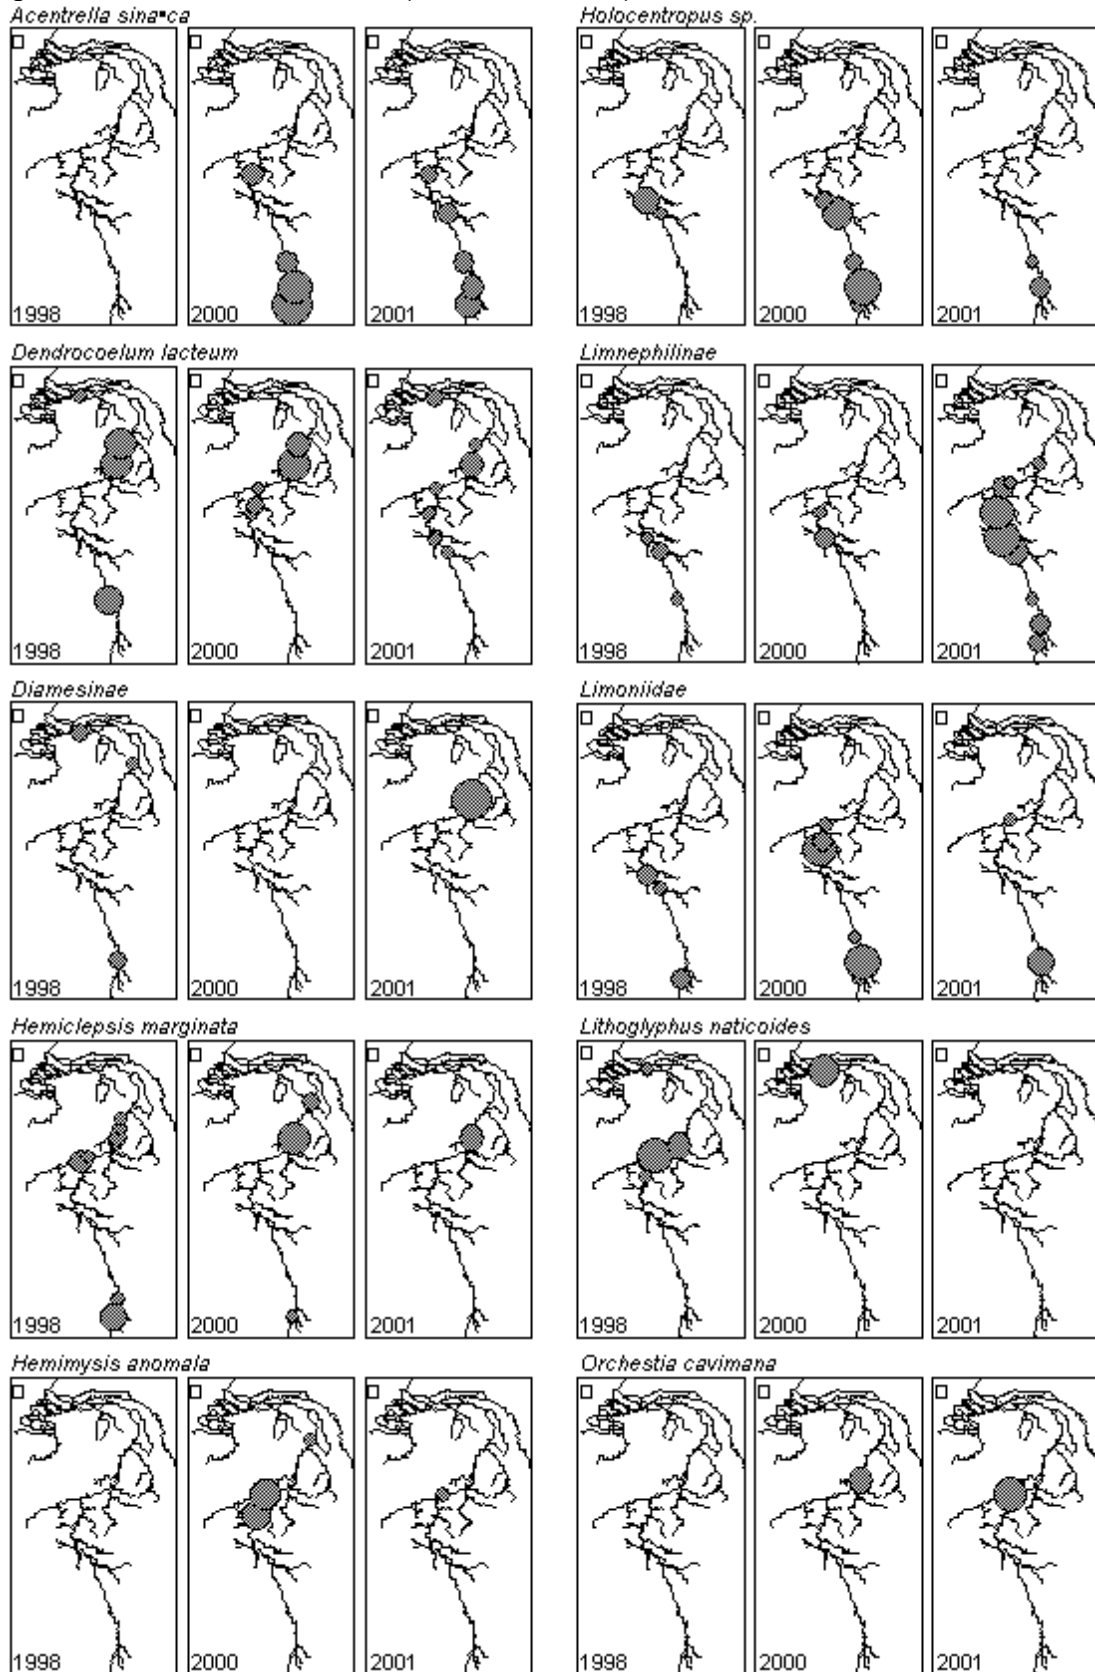 Acentrella sina▪ca Holocentropus sp.
1998 2000 2001 1998 2000 2001
Dendrocoelum lacteum Limnephilinae
1998 2000 2001 1998 2000 2001
Diamesinae Limoniidae
1998 2000 2001 1998 2000 2001
Hemiclepsis marginata Lithoglyphus naticoides
1998 2000 2001 1998 2000 2001
Hemimysis anomala Orchestia cavimana
1998 2000 2001 1998 2000 2001